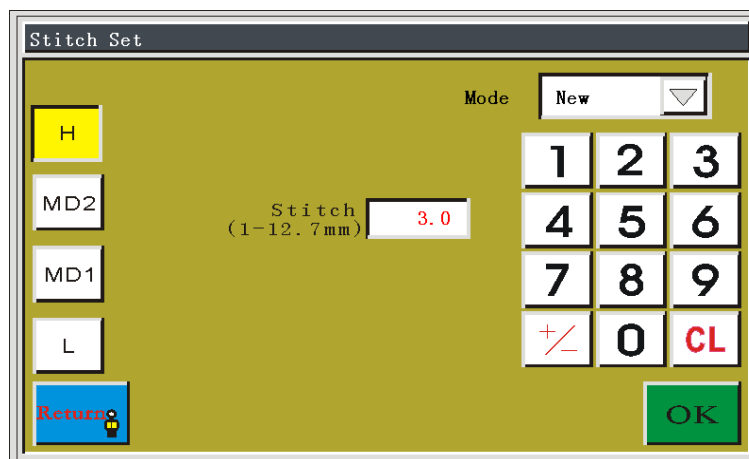 Stitch Set
Mode New
H
1 2 3
MD2
Stitch
(1-12.7mm)
3.0
4 5 6
MD1
7 8 9
L
+/- 0 CL
Return
OK